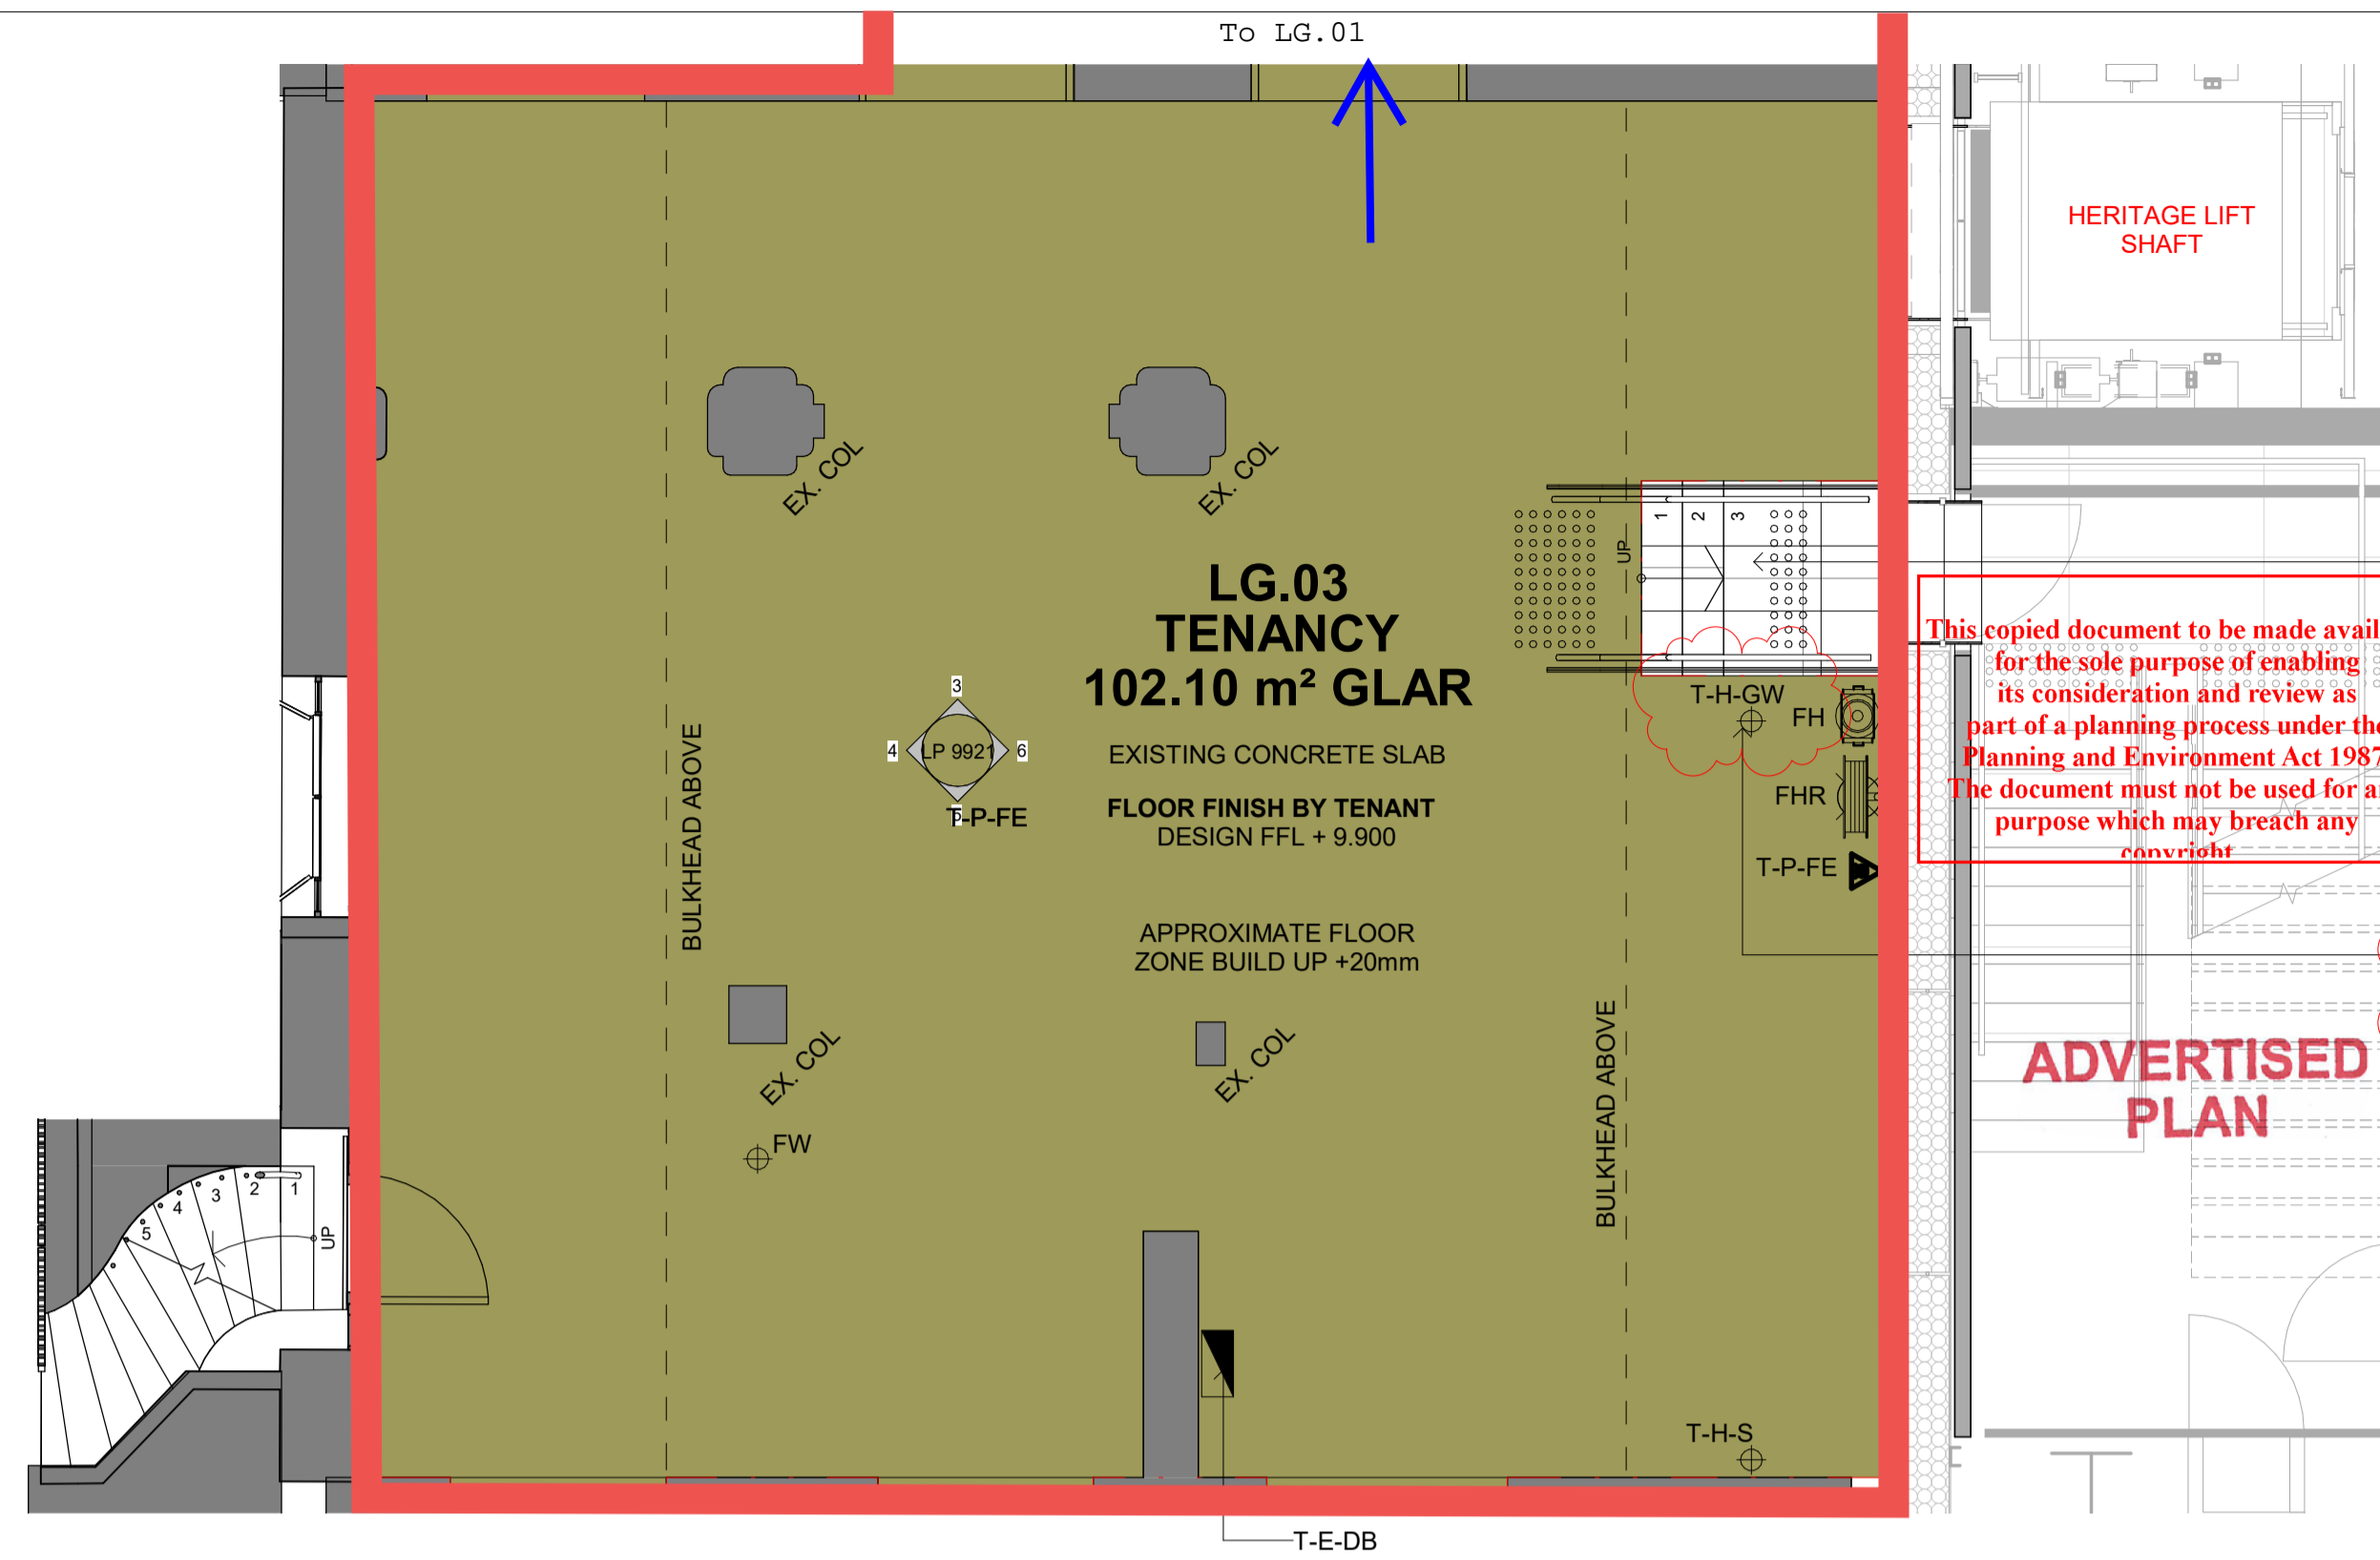 To LG.01
HERITAGE LIFT
SHAFT
EX. COL
EX. COL
1
2
3
UP
LG.03
TENANCY
102.10 m² GLAR
EXISTING CONCRETE SLAB
FLOOR FINISH BY TENANT
DESIGN FFL + 9.900
APPROXIMATE FLOOR
ZONE BUILD UP +20mm
3
4
LP 9921
6
5
T-P-FE
BULKHEAD ABOVE
T-H-GW
FH
FHR
T-P-FE
This copied document to be made avail
for the sole purpose of enabling
its consideration and review as
part of a planning process under the
Planning and Environment Act 1987
The document must not be used for an
purpose which may breach any
copyright
EX. COL
EX. COL
BULKHEAD ABOVE
ADVERTISED
PLAN
FW
1
2
3
4
5
UP
T-H-S
T-E-DB